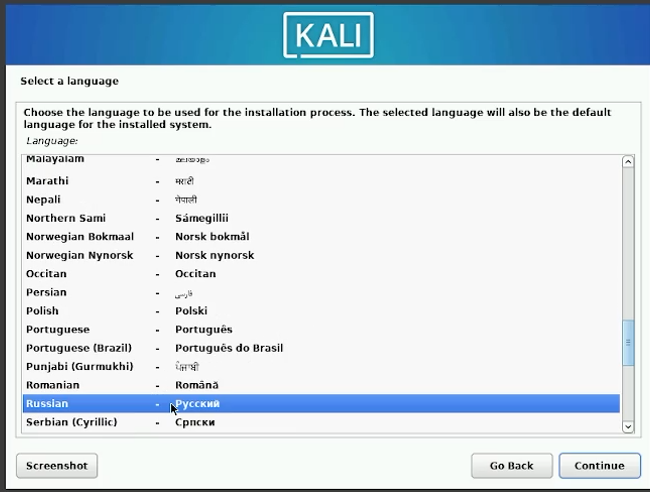 KALI
Select a language
Choose the language to be used for the installation process. The selected language will also be the default
language for the installed system.
Language:
Malayalam - മലയാളം
Marathi - मराठी
Nepali - नेपाली
Northern Sami - Sámegillii
Norwegian Bokmaal - Norsk bokmål
Norwegian Nynorsk - Norsk nynorsk
Occitan - Occitan
Persian - فارسی
Polish - Polski
Portuguese - Português
Portuguese (Brazil) - Português do Brasil
Punjabi (Gurmukhi) - ਪੰਜਾਬੀ
Romanian - Română
Russian - Русский
Serbian (Cyrillic) - Српски
Screenshot
Go Back
Continue